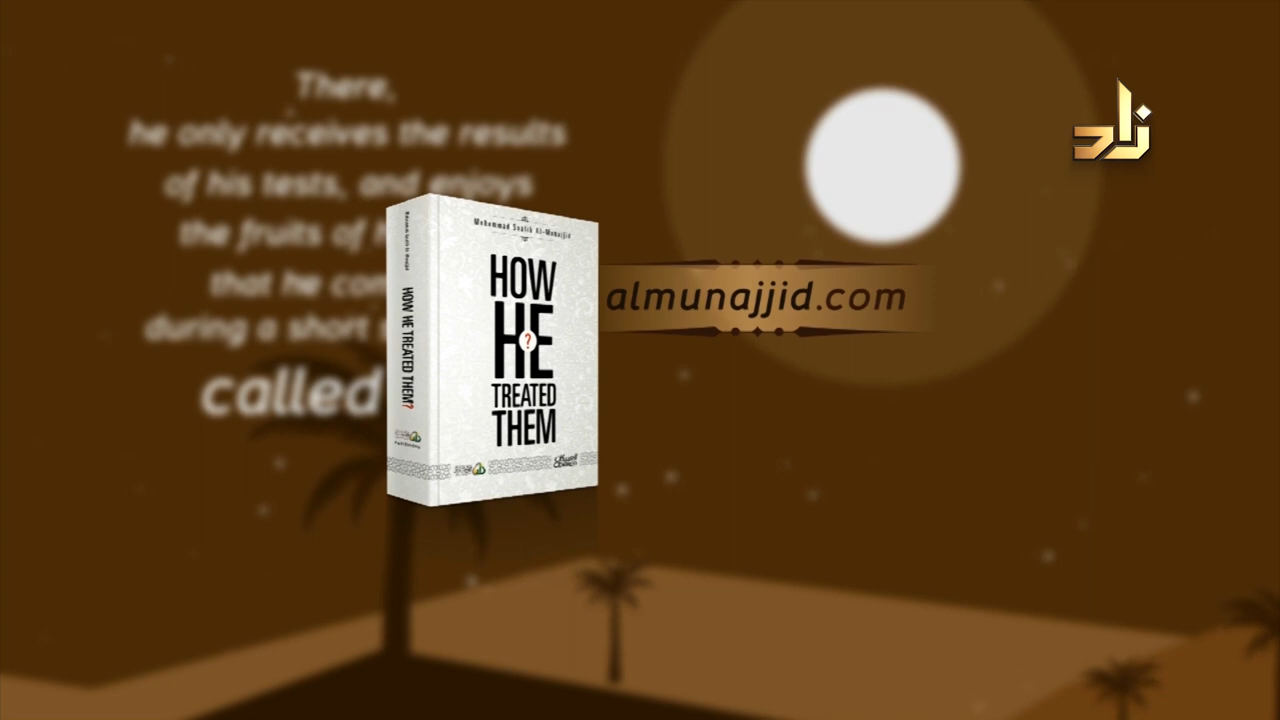 There,
he only receives the results
of his tests, and enjoys
the fruits of
that he
during a short
called
زاد
Muhammad Saalih Al-Munajjid
HOW
HE
?
TREATED
THEM
HOW HE TREATED THEM?
almunajjid.com